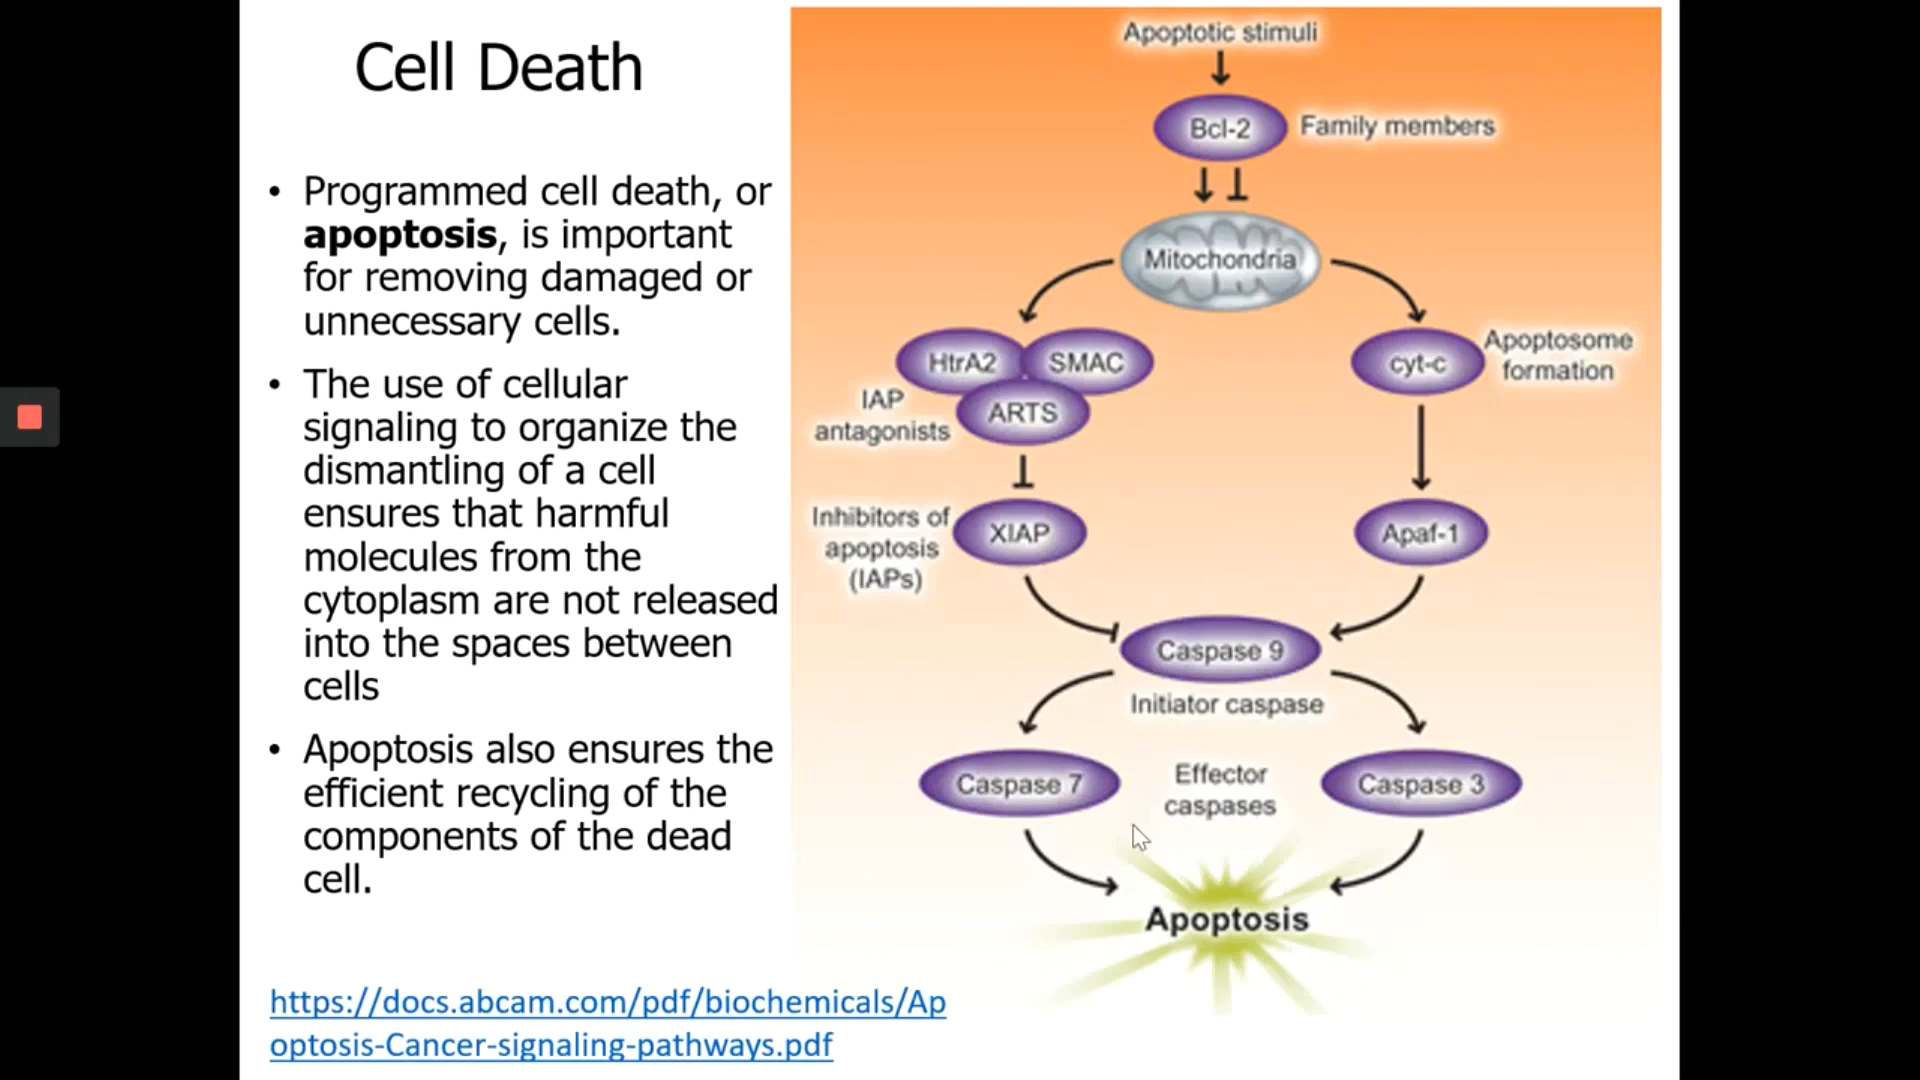 Cell Death
• Programmed cell death, or
apoptosis, is important
for removing damaged or
unnecessary cells.
• The use of cellular
signaling to organize the
dismantling of a cell
ensures that harmful
molecules from the
cytoplasm are not released
into the spaces between
cells
• Apoptosis also ensures the
efficient recycling of the
components of the dead
cell.
https://docs.abcam.com/pdf/biochemicals/Ap
optosis-Cancer-signaling-pathways.pdf
Apoptotic stimuli
Bcl-2
Family members
Mitochondria
HtrA2
SMAC
ARTS
IAP
antagonists
cyt-c
Apoptosome
formation
Inhibitors of
apoptosis
(IAPs)
XIAP
Apaf-1
Caspase 9
Initiator caspase
Caspase 7
Effector
caspases
Caspase 3
Apoptosis